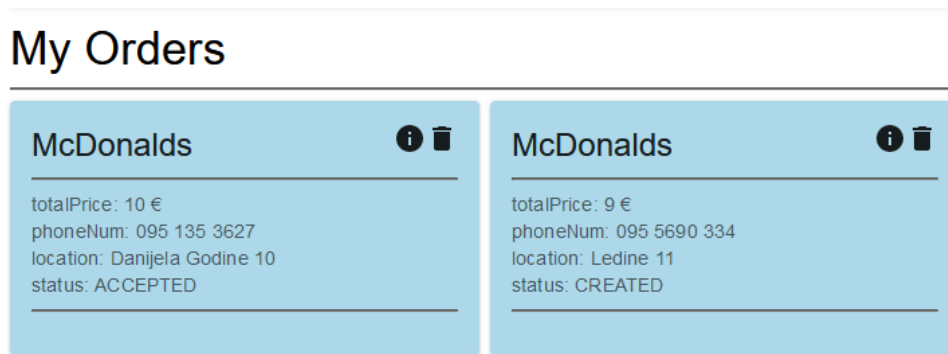 My Orders
McDonalds
totalPrice: 10 €
phoneNum: 095 135 3627
location: Danijela Godine 10
status: ACCEPTED
McDonalds
totalPrice: 9 €
phoneNum: 095 5690 334
location: Ledine 11
status: CREATED